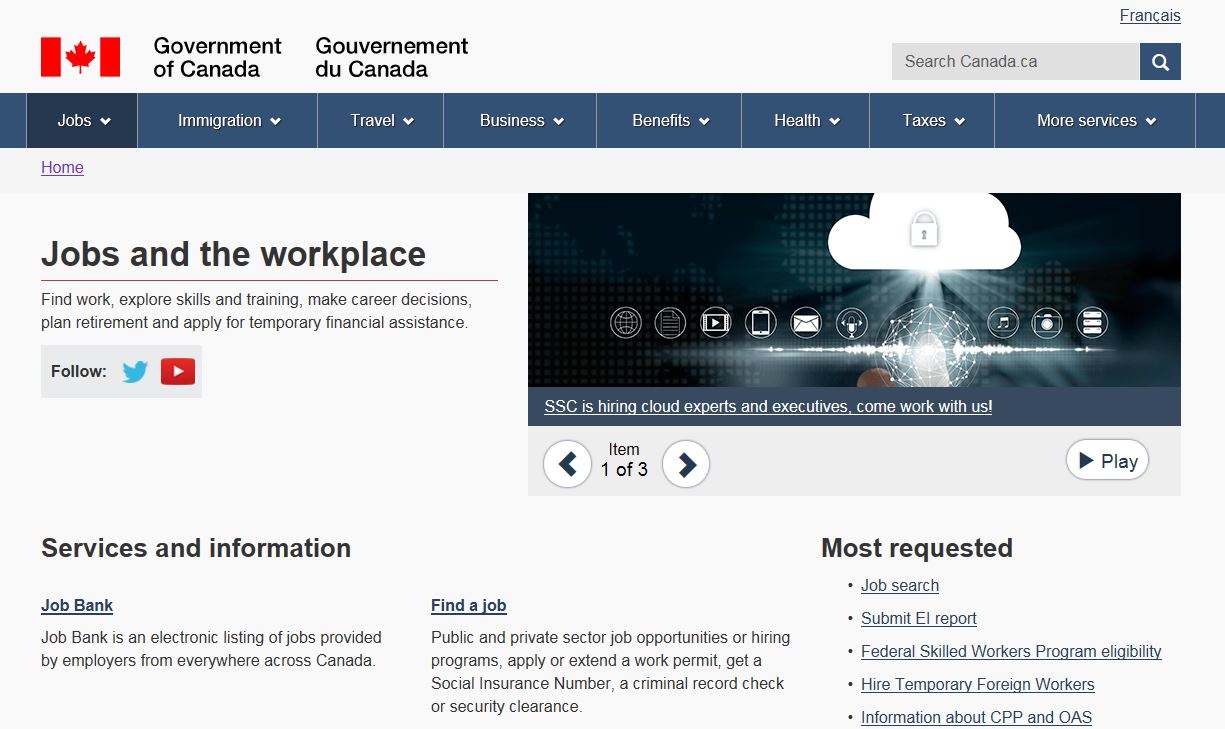 Français
Government
of Canada
Gouvernement
du Canada
Search Canada.ca
Jobs
Immigration
Travel
Business
Benefits
Health
Taxes
More services
Home
Jobs and the workplace
Find work, explore skills and training, make career decisions,
plan retirement and apply for temporary financial assistance.
Follow:
SSC is hiring cloud experts and executives, come work with us!
Item
1 of 3
Play
Services and information
Job Bank
Job Bank is an electronic listing of jobs provided
by employers from everywhere across Canada.
Find a job
Public and private sector job opportunities or hiring
programs, apply or extend a work permit, get a
Social Insurance Number, a criminal record check
or security clearance.
Most requested
• Job search
• Submit EI report
• Federal Skilled Workers Program eligibility
• Hire Temporary Foreign Workers
• Information about CPP and OAS